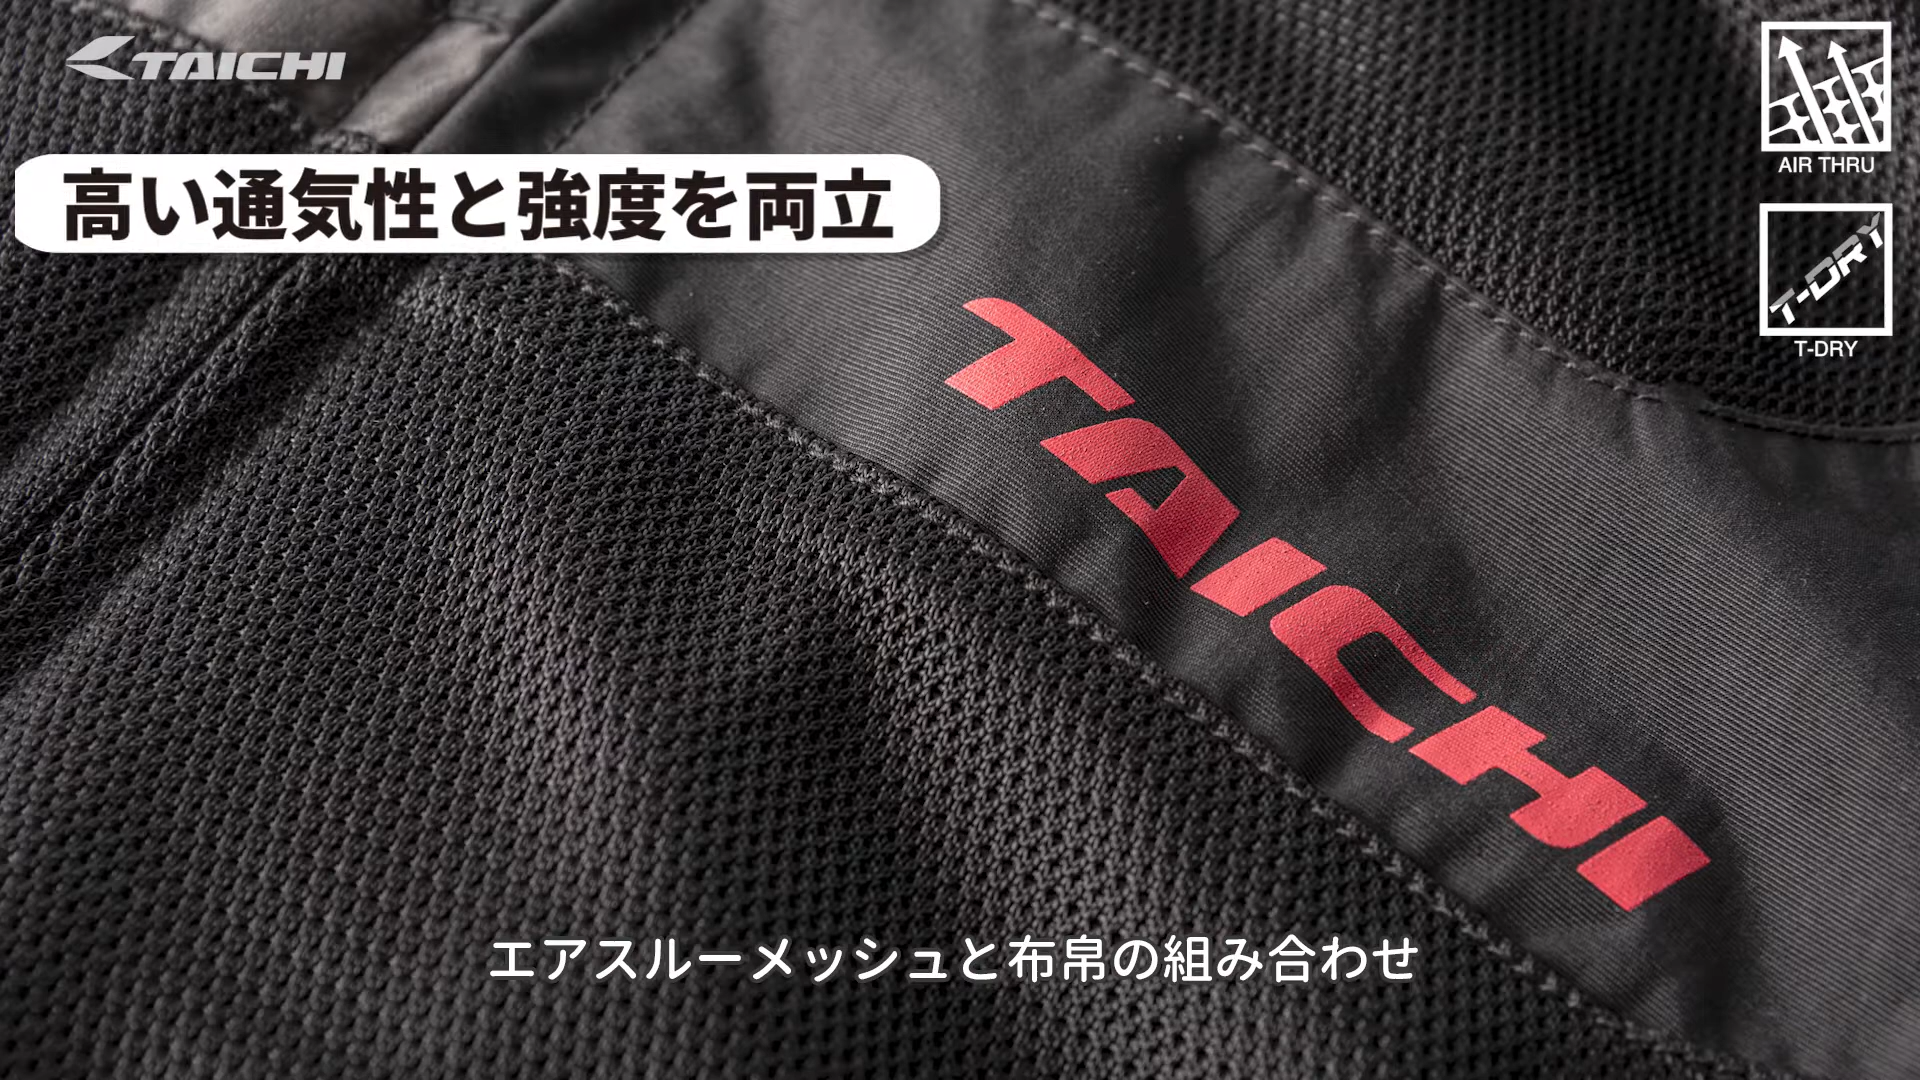 TAICHI
高い通気性と強度を両立
AIR THRU
T-DRY
T-DRY
TAICHI
エアスルーメッシュと布帛の組み合わせ